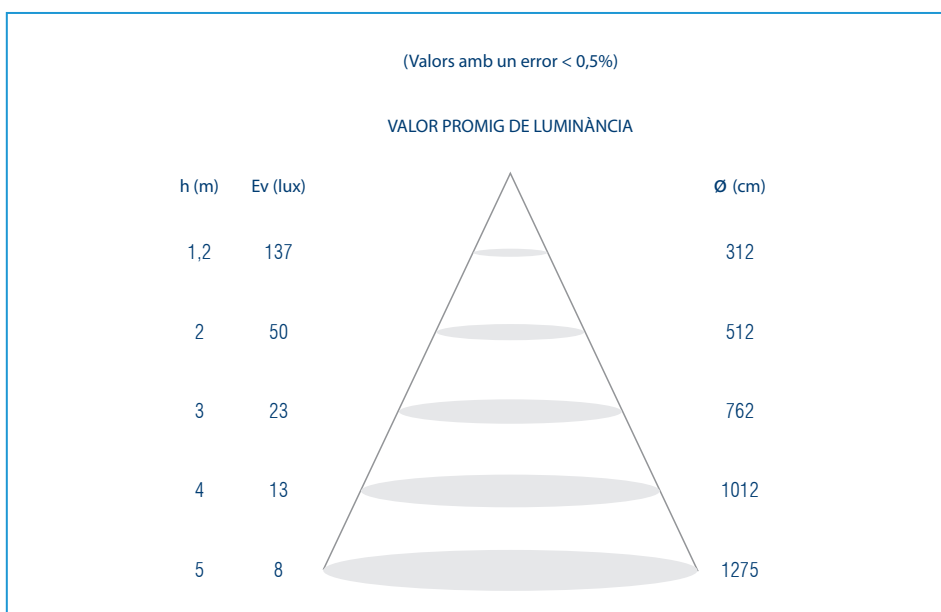 (Valors amb un error < 0,5%)
VALOR PROMIG DE LUMINÀNCIA
h (m) Ev (lux) Ø (cm)
1,2 137 312
2 50 512
3 23 762
4 13 1012
5 8 1275